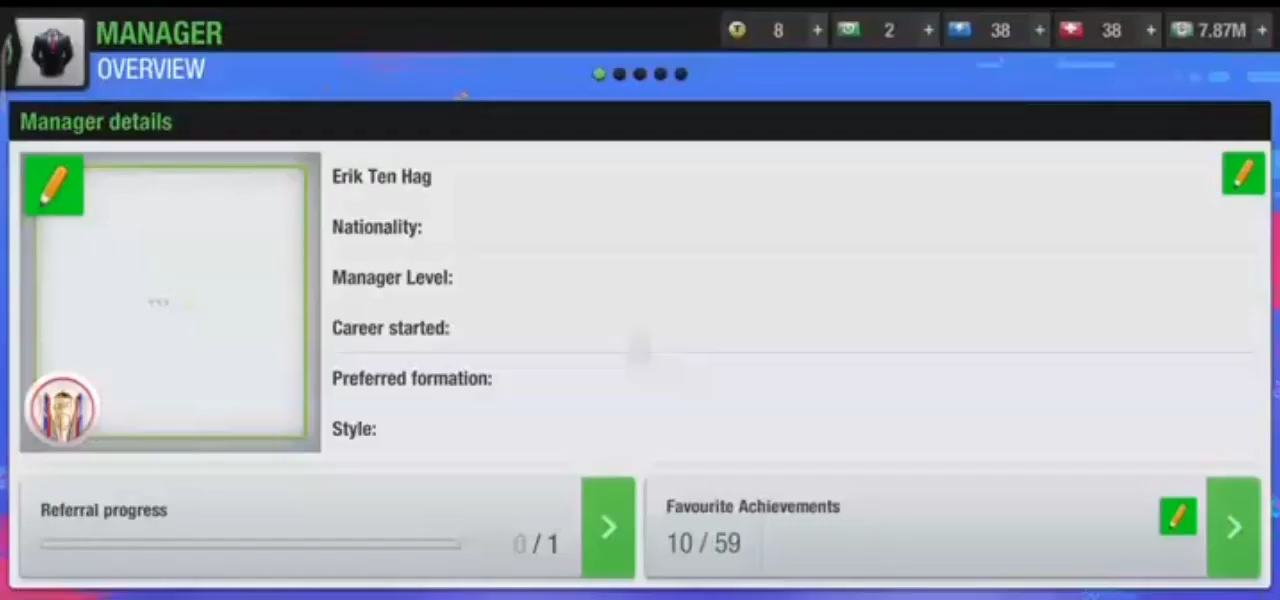 MANAGER
8 + 2 + 38 + 38 + 7.87M +
OVERVIEW
Manager details
Erik Ten Hag
Nationality:
Manager Level:
Career started:
Preferred formation:
Style:
Referral progress
0 / 1
Favourite Achievements
10 / 59